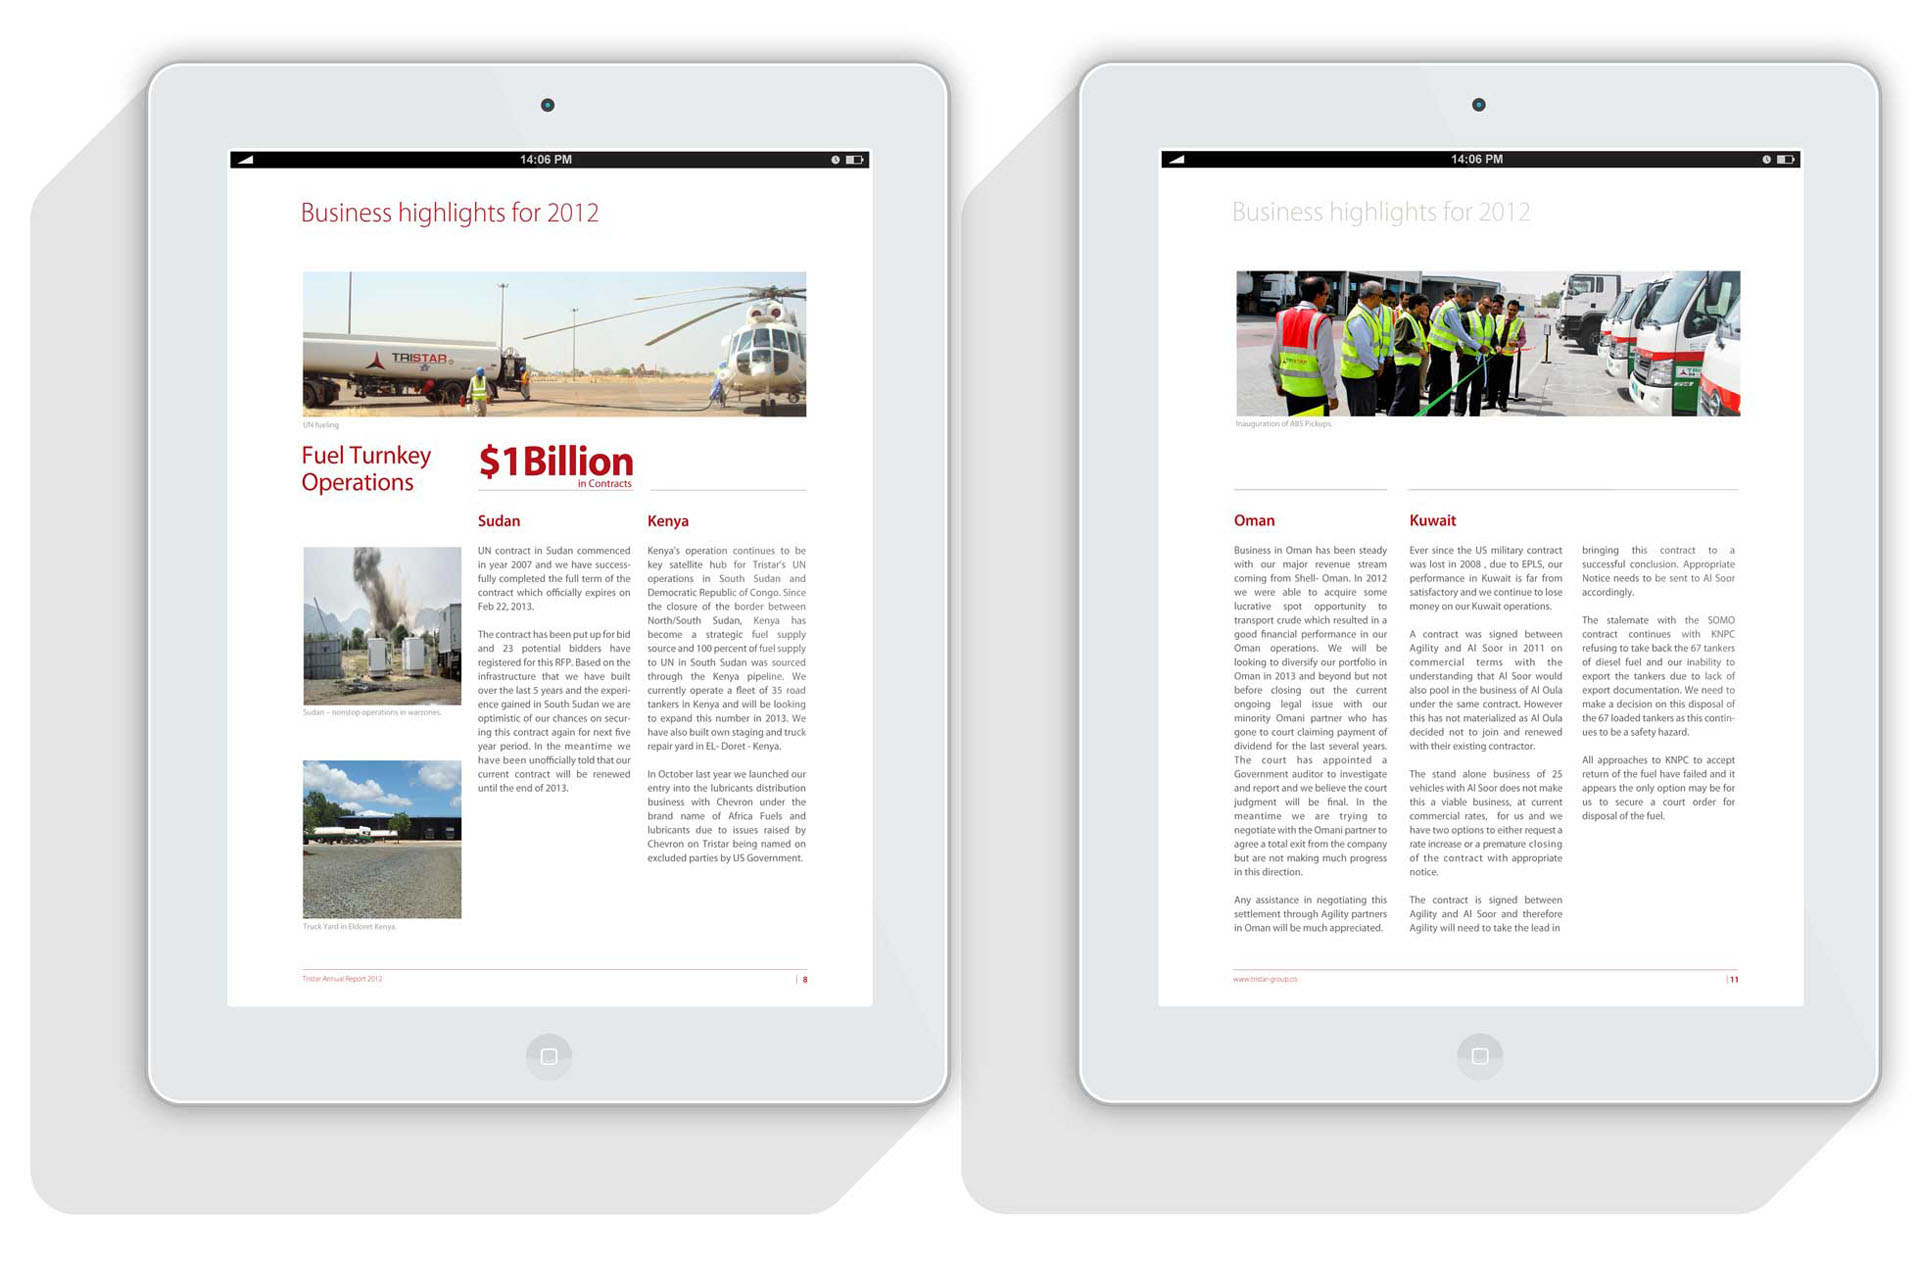 14:06 PM
Business highlights for 2012
TRISTAR
UN fueling
Fuel Turnkey
Operations
$1Billion
in Contracts
Sudan
UN contract in Sudan commenced
in year 2007 and we have success-
fully completed the full term of the
contract which officially expires on
Feb 22, 2013.
The contract has been put up for bid
and 23 potential bidders have
registered for this RFP. Based on the
infrastructure that we have built
over the last 5 years and the experi-
ence gained in South Sudan we are
optimistic of our chances on secur-
ing this contract again for next five
year period. In the meantime we
have been unofficially told that our
current contract will be renewed
until the end of 2013.
Kenya
Kenya's operation continues to be
key satellite hub for Tristar's UN
operations in South Sudan and
Democratic Republic of Congo. Since
the closure of the border between
North/South Sudan, Kenya has
become a strategic fuel supply
source and 100 percent of fuel supply
to UN in South Sudan was sourced
through the Kenya pipeline. We
currently operate a fleet of 35 road
tankers in Kenya and will be looking
to expand this number in 2013. We
have also built own staging and truck
repair yard in EL- Doret - Kenya.
In October last year we launched our
entry into the lubricants distribution
business with Chevron under the
brand name of Africa Fuels and
lubricants due to issues raised by
Chevron on Tristar being named on
excluded parties by US Government.
Sudan – nonstop operations in warzones.
Truck Yard in Eldoret Kenya.
Tristar Annual Report 2012
| 8
14:06 PM
Business highlights for 2012
TRISTAR
Inauguration of ABS Pickups.
Oman
Business in Oman has been steady
with our major revenue stream
coming from Shell- Oman. In 2012
we were able to acquire some
lucrative spot opportunity to
transport crude which resulted in a
good financial performance in our
Oman operations. We will be
looking to diversify our portfolio in
Oman in 2013 and beyond but not
before closing out the current
ongoing legal issue with our
minority Omani partner who has
gone to court claiming payment of
dividend for the last several years.
The court has appointed a
Government auditor to investigate
and report and we believe the court
judgment will be final. In the
meantime we are trying to
negotiate with the Omani partner to
agree a total exit from the company
but are not making much progress
in this direction.
Any assistance in negotiating this
settlement through Agility partners
in Oman will be much appreciated.
Kuwait
Ever since the US military contract
was lost in 2008 , due to EPLS, our
performance in Kuwait is far from
satisfactory and we continue to lose
money on our Kuwait operations.
A contract was signed between
Agility and Al Soor in 2011 on
commercial terms with the
understanding that Al Soor would
also pool in the business of Al Oula
under the same contract. However
this has not materialized as Al Oula
decided not to join and renewed
with their existing contractor.
The stand alone business of 25
vehicles with Al Soor does not make
this a viable business, at current
commercial rates, for us and we
have two options to either request a
rate increase or a premature closing
of the contract with appropriate
notice.
The contract is signed between
Agility and Al Soor and therefore
Agility will need to take the lead in
bringing this contract to a
successful conclusion. Appropriate
Notice needs to be sent to Al Soor
accordingly.
The stalemate with the SOMO
contract continues with KNPC
refusing to take back the 67 tankers
of diesel fuel and our inability to
export the tankers due to lack of
export documentation. We need to
make a decision on this disposal of
the 67 loaded tankers as this contin-
ues to be a safety hazard.
All approaches to KNPC to accept
return of the fuel have failed and it
appears the only option may be for
us to secure a court order for
disposal of the fuel.
www.tristar-group.co
| 11